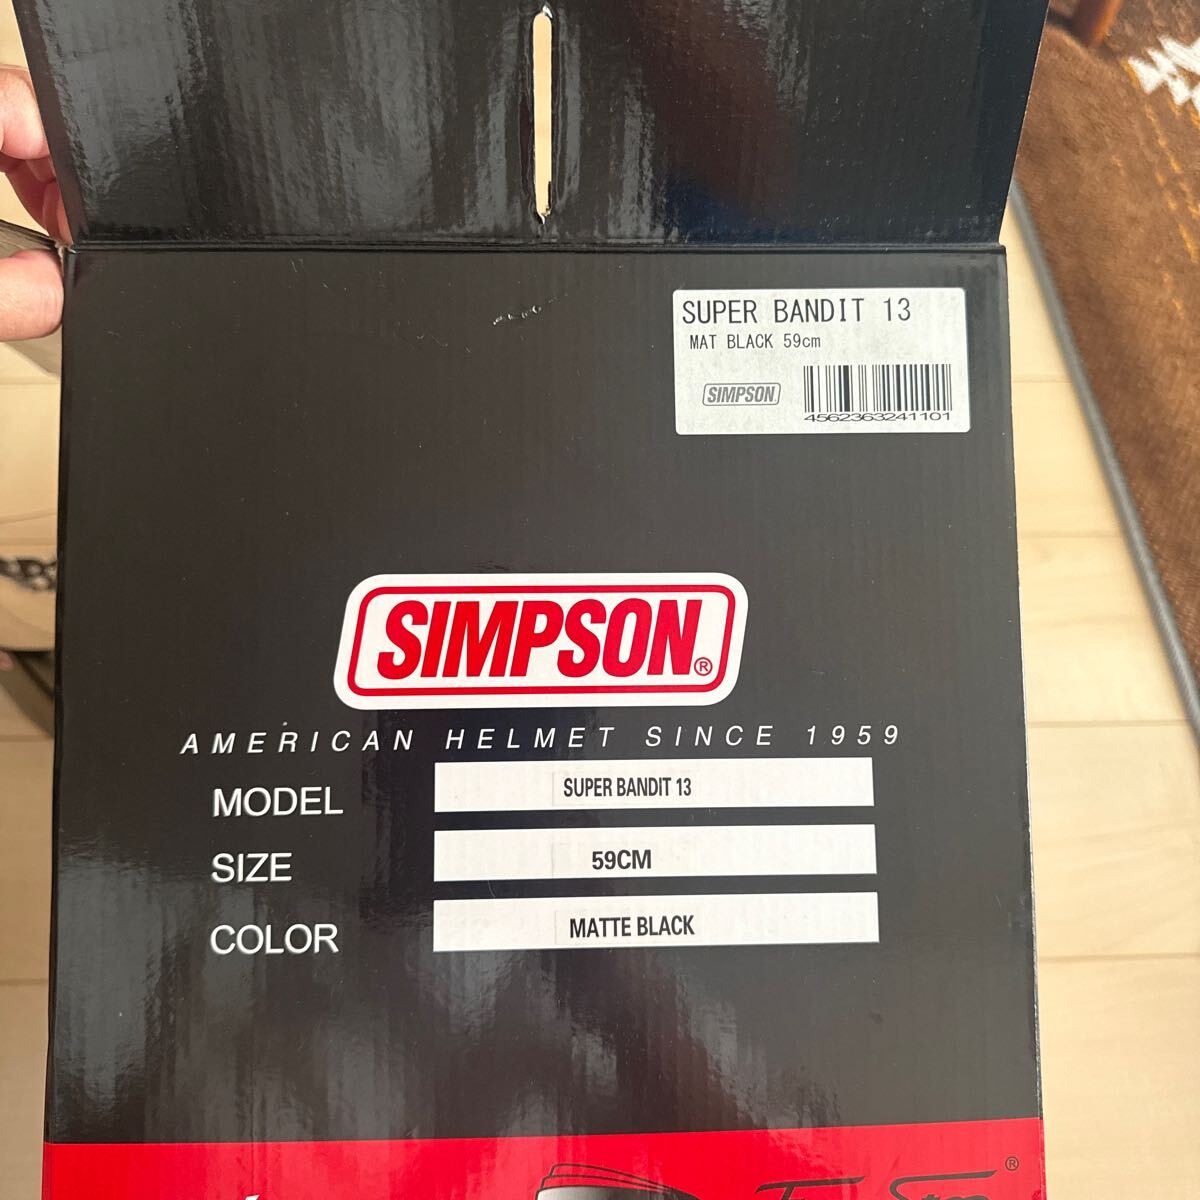 SUPER BANDIT 13
MAT BLACK 59cm
SIMPSON
4562363241101
SIMPSON®
AMERICAN HELMET SINCE 1959
MODEL SUPER BANDIT 13
SIZE 59CM
COLOR MATTE BLACK
®